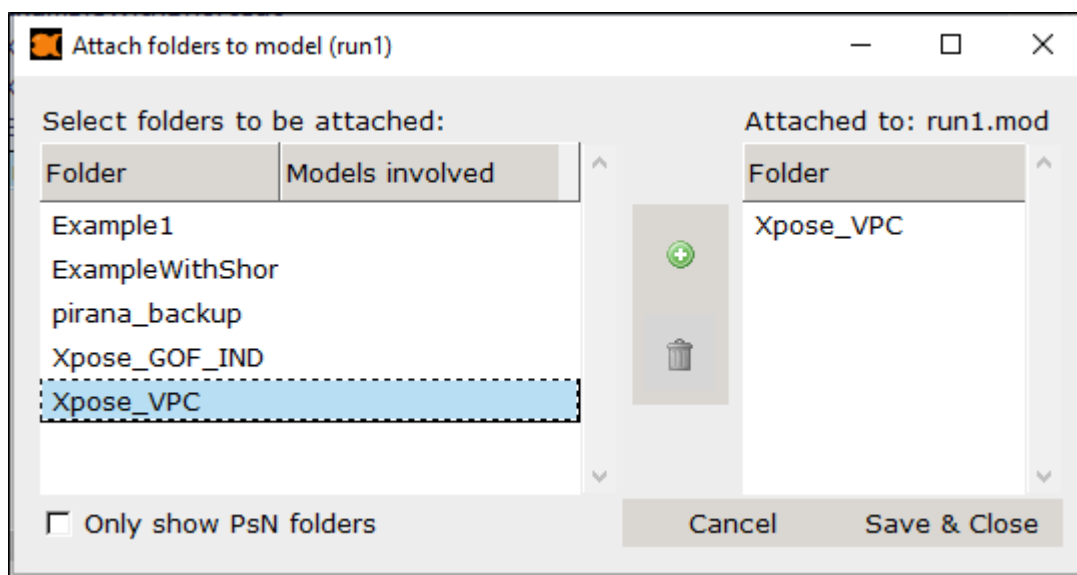 Attach folders to model (run1)
Select folders to be attached:
Attached to: run1.mod
Folder Models involved
Folder
Example1
Xpose_VPC
ExampleWithShor
pirana_backup
Xpose_GOF_IND
Xpose_VPC
Only show PsN folders
Cancel
Save & Close